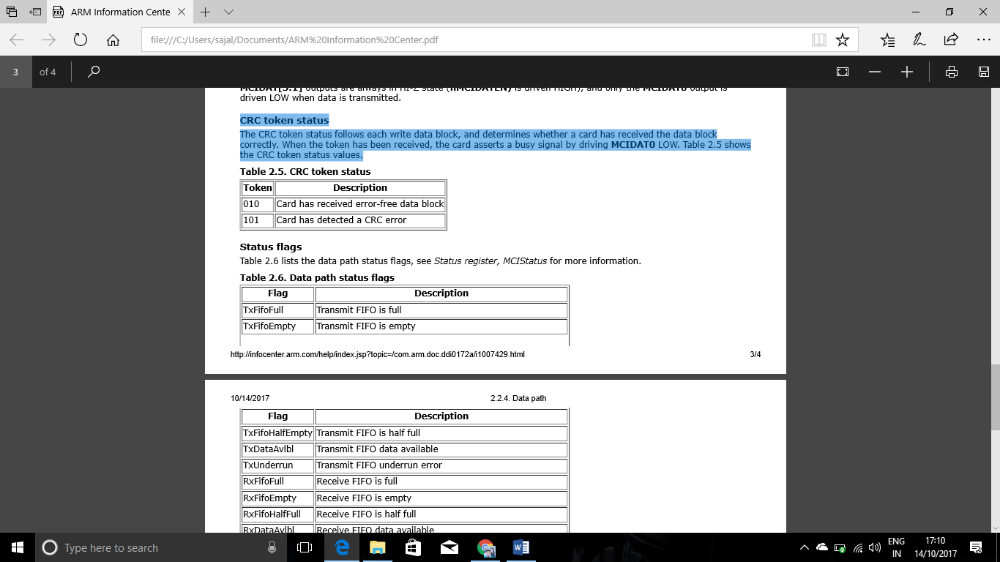 ARM Information Cente
file:///C:/Users/sajal/Documents/ARM%20Information%20Center.pdf
3 of 4
MCIDAT[3:1] outputs are always in HI-Z state (nMCIDATEN) is driven HIGH), and only the MCIDAT0 output is
driven LOW when data is transmitted.
CRC token status
The CRC token status follows each write data block, and determines whether a card has received the data block
correctly. When the token has been received, the card asserts a busy signal by driving MCIDAT0 LOW. Table 2.5 shows
the CRC token status values.
Table 2.5. CRC token status
Token Description
010 Card has received error-free data block
101 Card has detected a CRC error
Status flags
Table 2.6 lists the data path status flags, see Status register, MCIStatus for more information.
Table 2.6. Data path status flags
Flag Description
TxFifoFull Transmit FIFO is full
TxFifoEmpty Transmit FIFO is empty
http://infocenter.arm.com/help/index.jsp?topic=/com.arm.doc.ddi0172a/i1007429.html 3/4
10/14/2017 2.2.4. Data path
Flag Description
TxFifoHalfEmpty Transmit FIFO is half full
TxDataAvlbl Transmit FIFO data available
TxUnderrun Transmit FIFO underrun error
RxFifoFull Receive FIFO is full
RxFifoEmpty Receive FIFO is empty
RxFifoHalfFull Receive FIFO is half full
RxDataAvlbl Receive FIFO data available
Type here to search
ENG 17:10
IN 14/10/2017